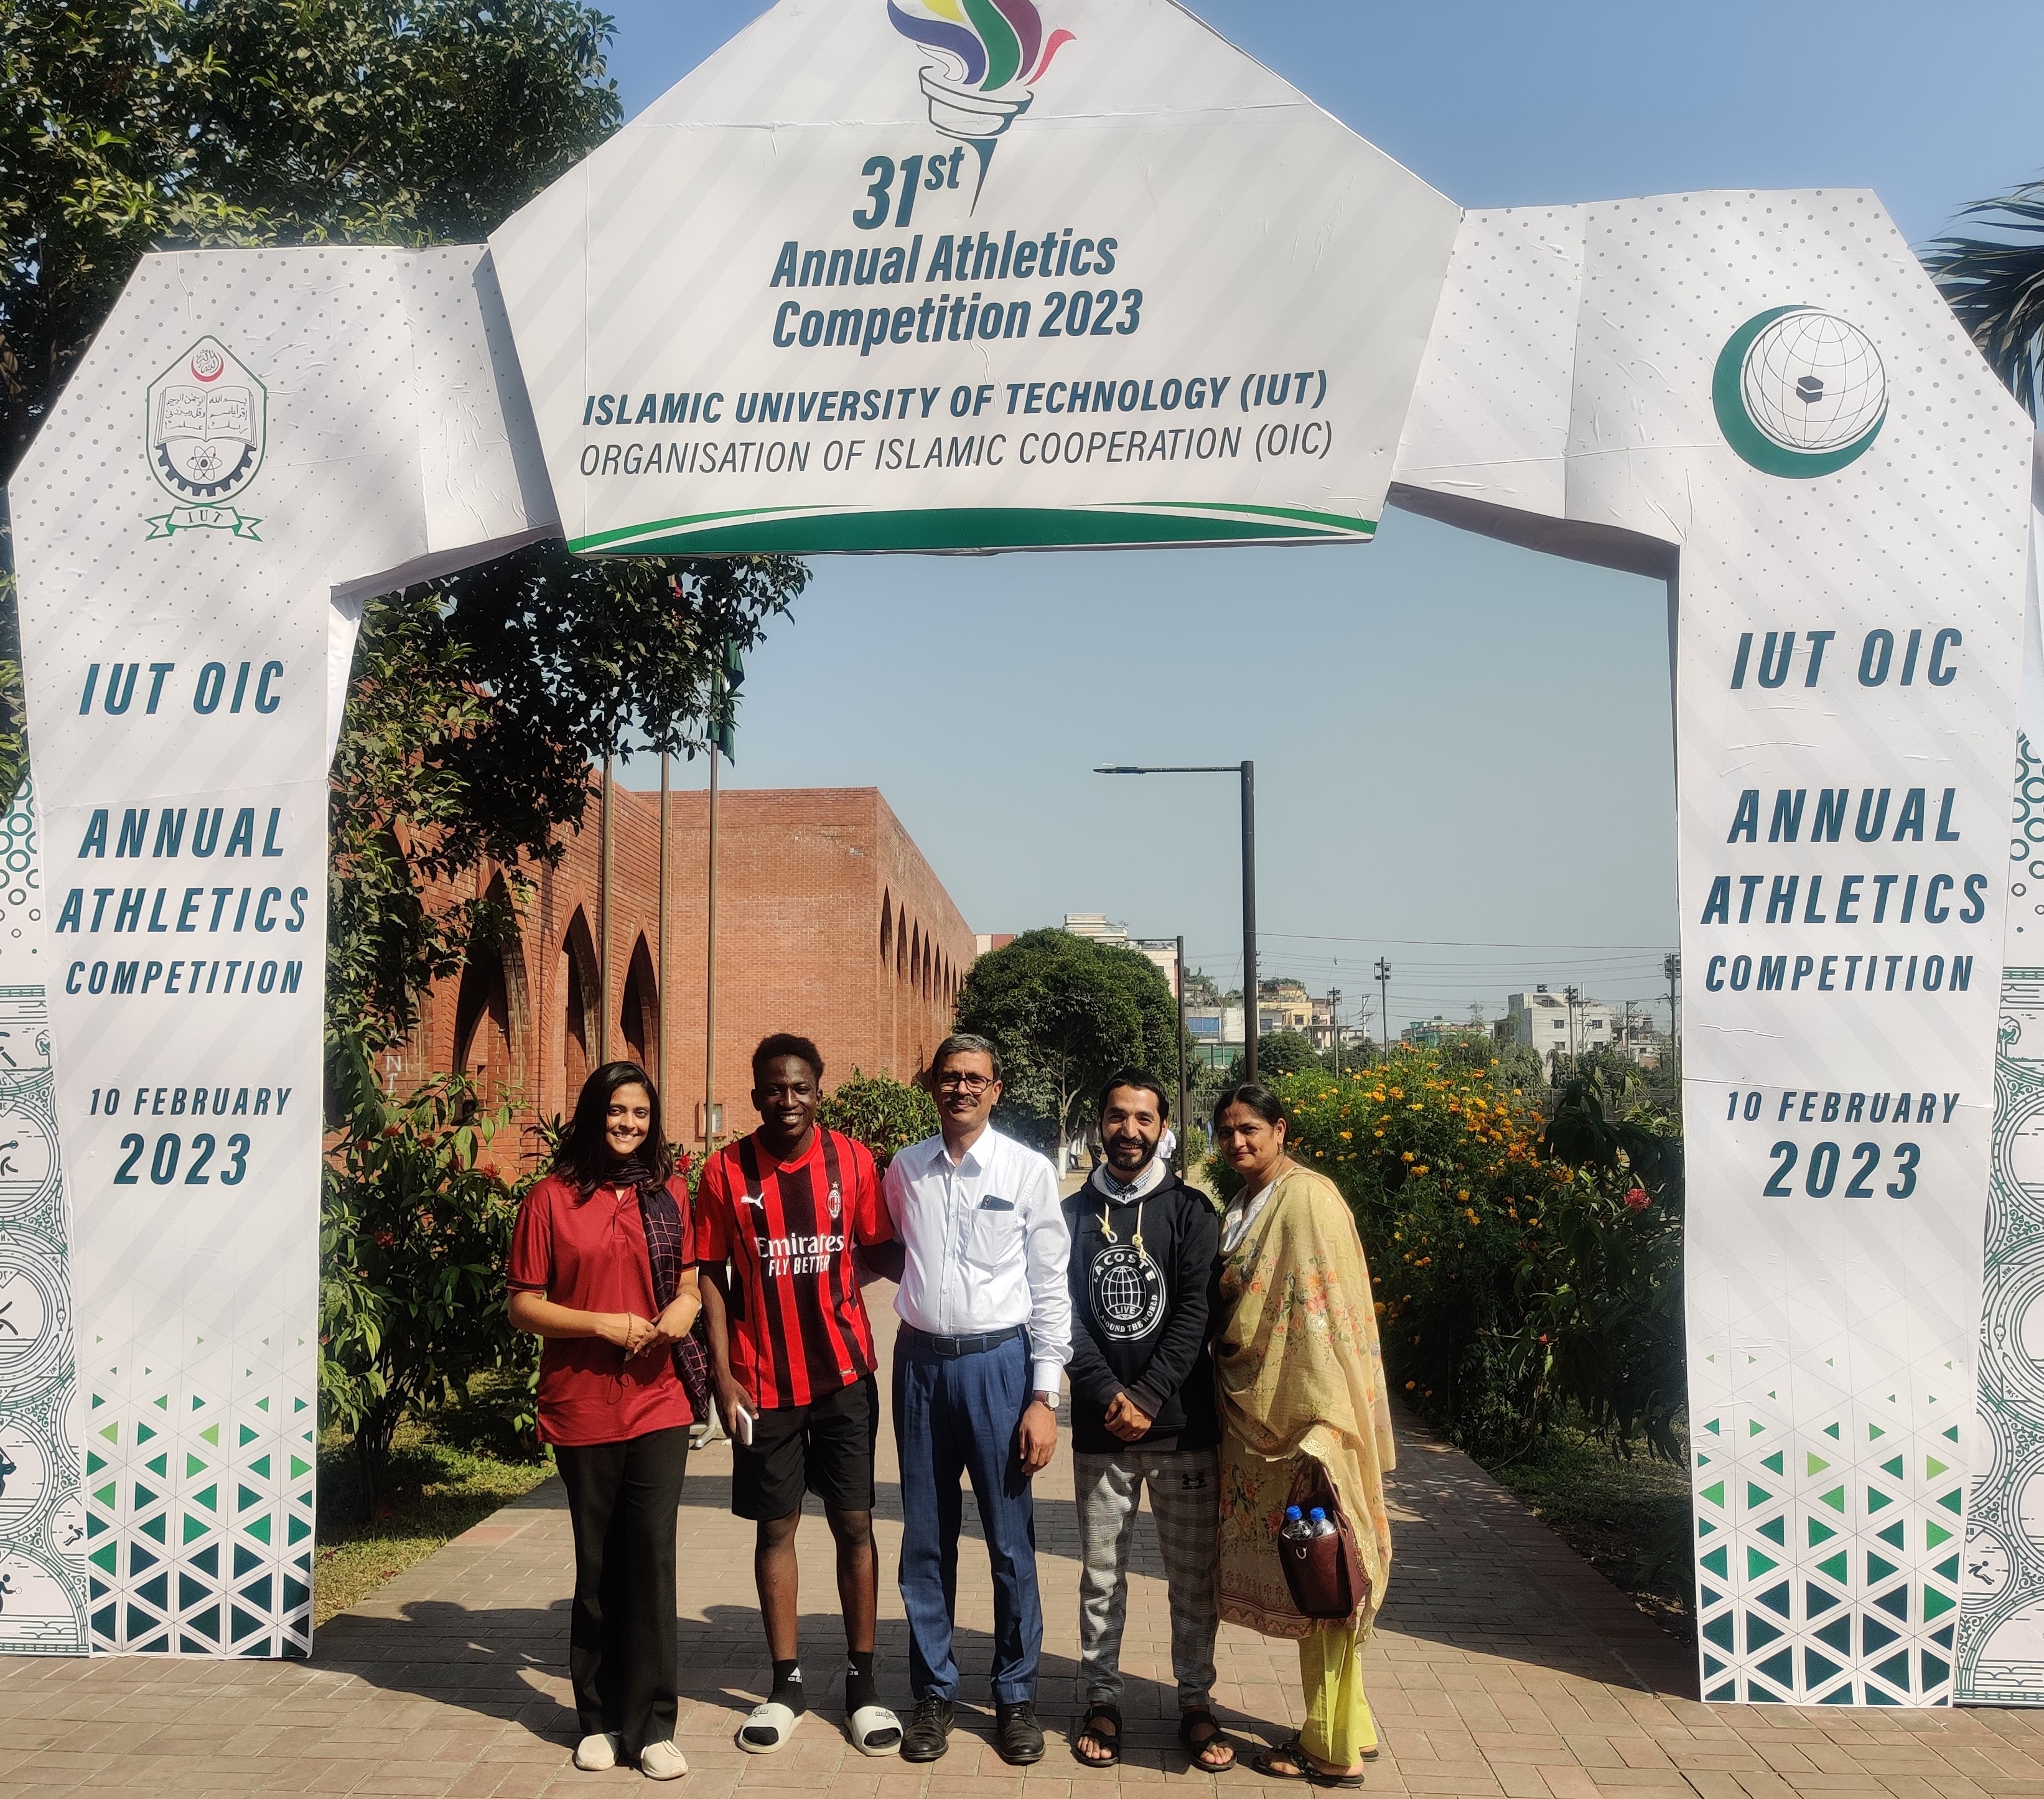 31st
Annual Athletics
Competition 2023
ISLAMIC UNIVERSITY OF TECHNOLOGY (IUT)
ORGANISATION OF ISLAMIC COOPERATION (OIC)
IUT
IUT OIC
ANNUAL
ATHLETICS
COMPETITION
10 FEBRUARY
2023
IUT OIC
ANNUAL
ATHLETICS
COMPETITION
10 FEBRUARY
2023
Emirates
FLY BETTER
LACOSTE
LIVE
AROUND THE WORLD